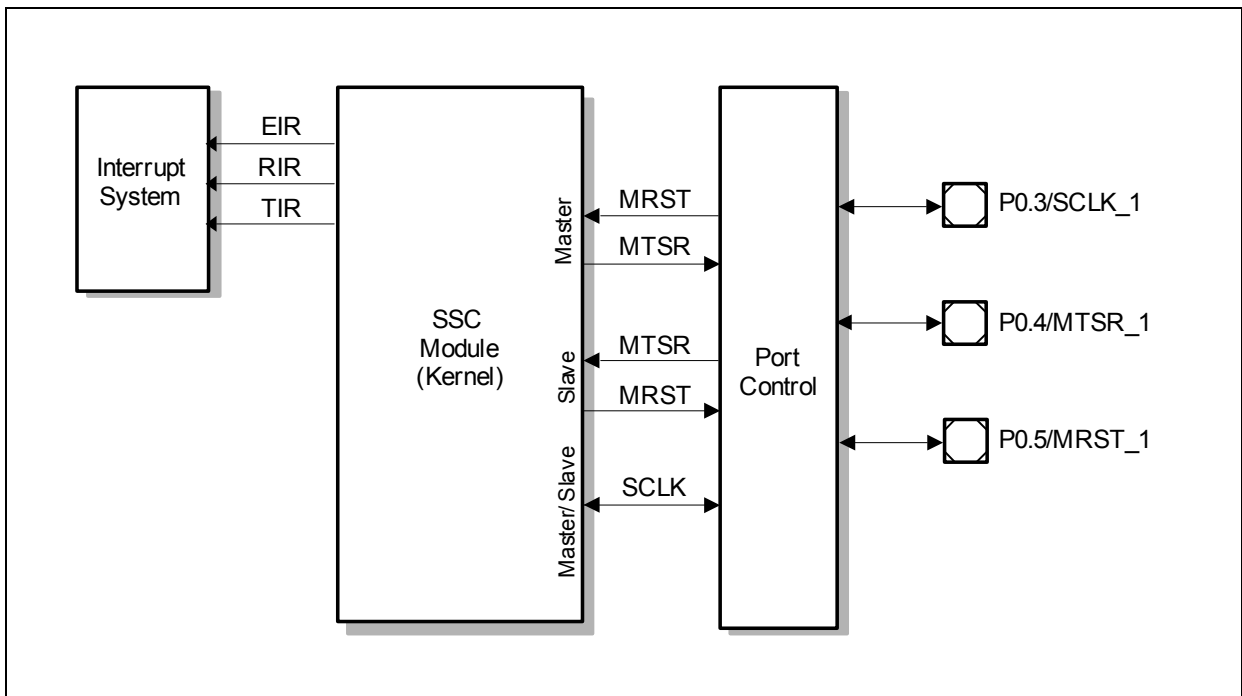 EIR
RIR
TIR
Interrupt
System
SSC
Module
(Kernel)
Master
Slave
Master/ Slave
MRST
MTSR
MTSR
MRST
SCLK
Port
Control
P0.3/SCLK_1
P0.4/MTSR_1
P0.5/MRST_1